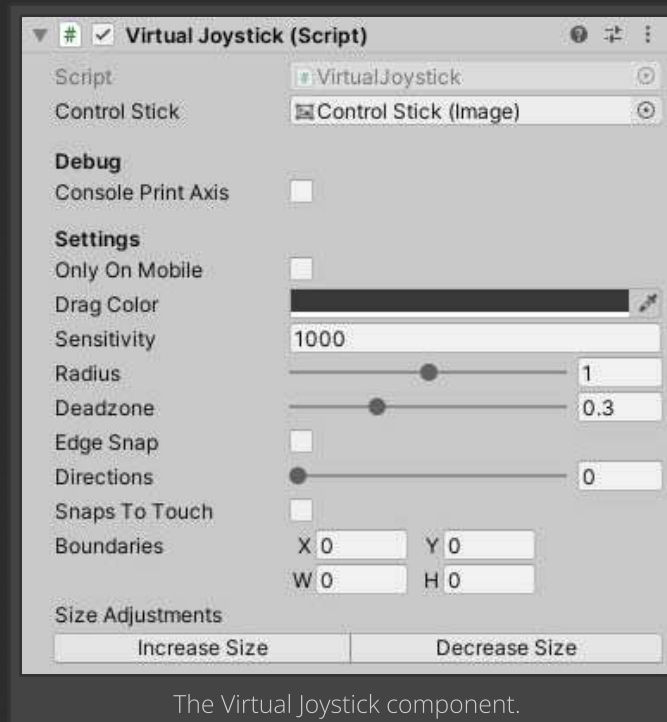 # Virtual Joystick (Script)
Script # VirtualJoystick
Control Stick Control Stick (Image)
Debug
Console Print Axis
Settings
Only On Mobile
Drag Color
Sensitivity 1000
Radius 1
Deadzone 0.3
Edge Snap
Directions 0
Snaps To Touch
Boundaries X 0 Y 0
W 0 H 0
Size Adjustments
Increase Size Decrease Size
The Virtual Joystick component.